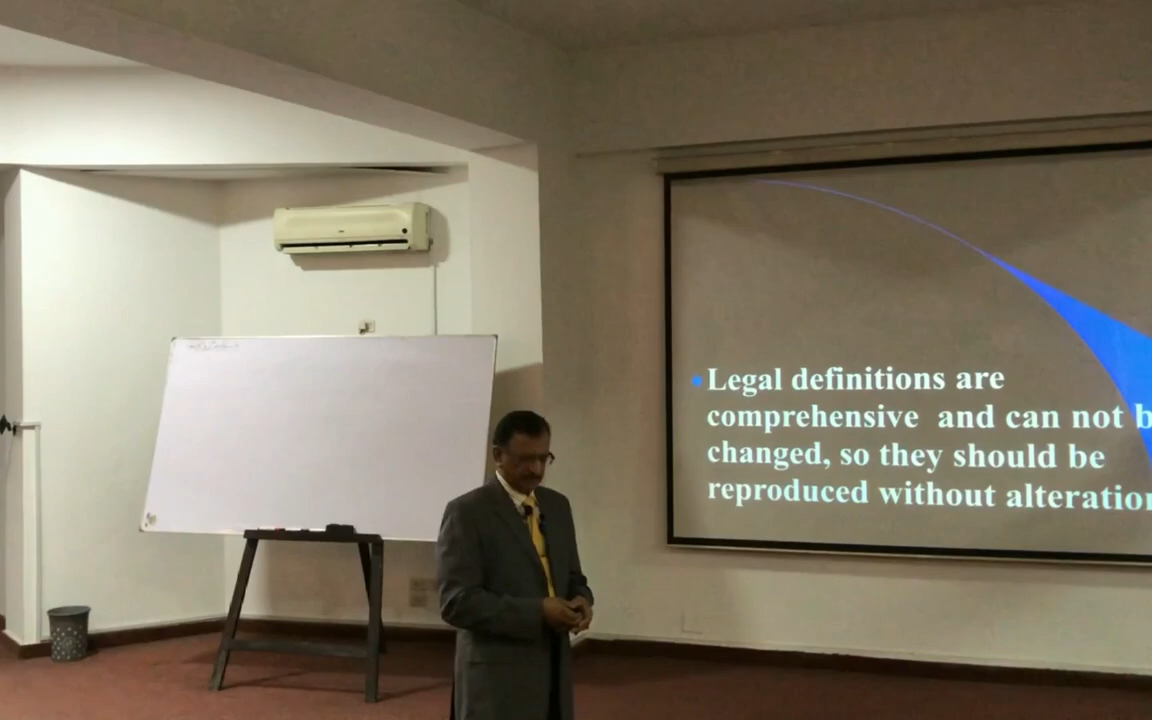 Legal definitions are
comprehensive and can not b
changed, so they should be
reproduced without alteration